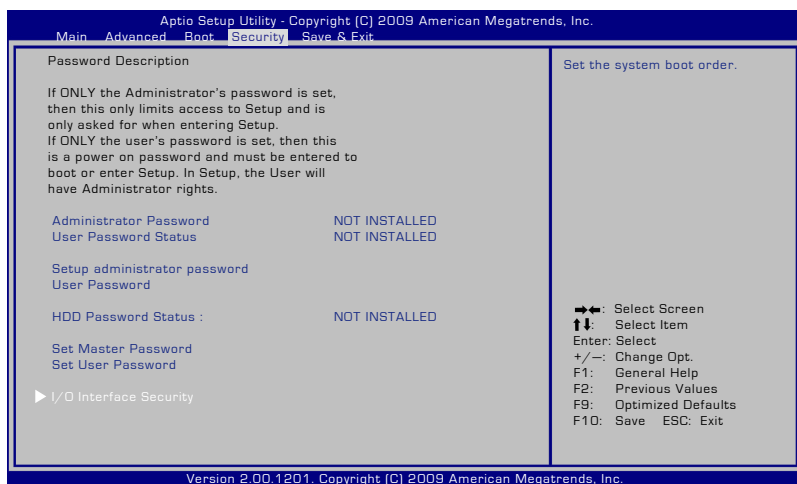 Aptio Setup Utility - Copyright (C) 2009 American Megatrends, Inc.
Main Advanced Boot Security Save & Exit
Password Description
If ONLY the Administrator's password is set,
then this only limits access to Setup and is
only asked for when entering Setup.
If ONLY the user's password is set, then this
is a power on password and must be entered to
boot or enter Setup. In Setup, the User will
have Administrator rights.
Administrator Password NOT INSTALLED
User Password Status NOT INSTALLED
Setup administrator password
User Password
HDD Password Status : NOT INSTALLED
Set Master Password
Set User Password
I/O Interface Security
Set the system boot order.
→←: Select Screen
↑↓: Select Item
Enter: Select
+/—: Change Opt.
F1: General Help
F2: Previous Values
F9: Optimized Defaults
F10: Save ESC: Exit
Version 2.00.1201. Copyright (C) 2009 American Megatrends, Inc.